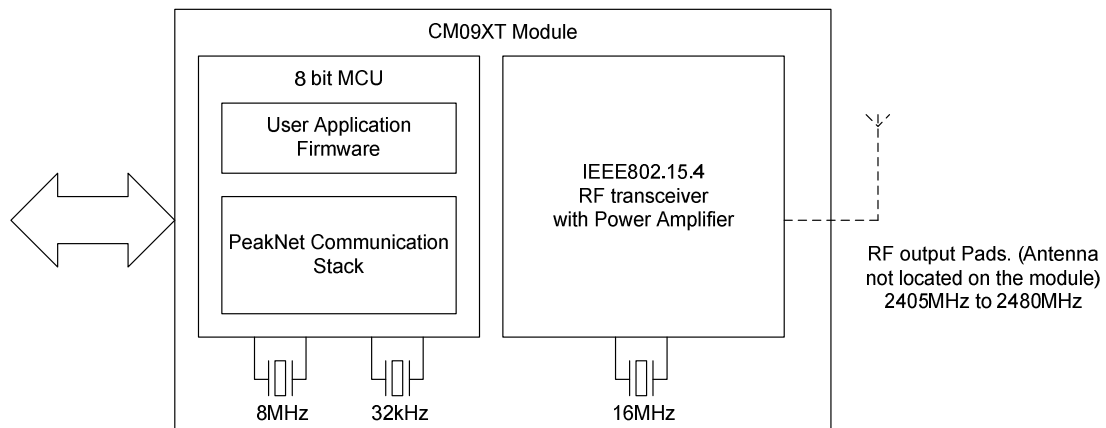 CM09XT Module
8 bit MCU
User Application
Firmware
PeakNet Communication
Stack
IEEE802.15.4
RF transceiver
with Power Amplifier
RF output Pads. (Antenna
not located on the module)
2405MHz to 2480MHz
8MHz
32kHz
16MHz